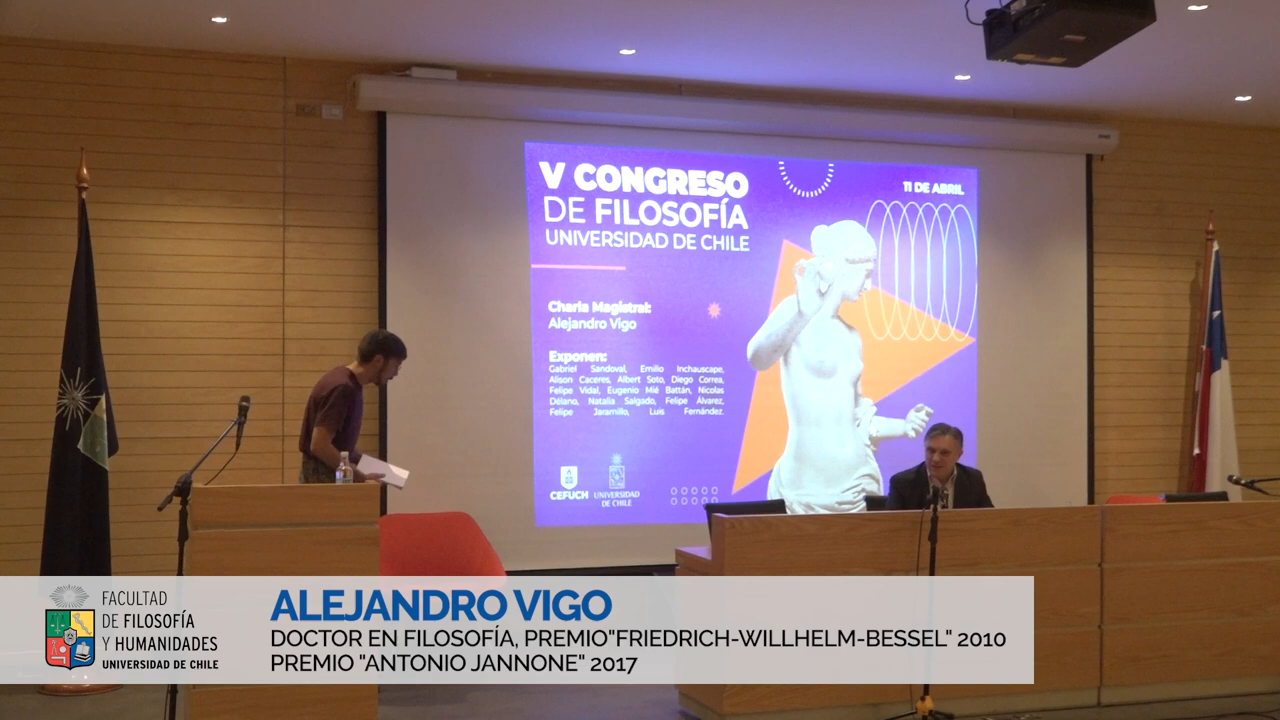 V CONGRESO
DE FILOSOFÍA
UNIVERSIDAD DE CHILE
11 DE ABRIL
Charla Magistral:
Alejandro Vigo
Exponen:
Gabriel Sandoval, Emilio Inchauscape,
Alison Caceres, Albert Soto, Diego Correa,
Felipe Vidal, Eugenio Mié Battán, Nicolas
Délano, Natalia Salgado, Felipe Álvarez,
Felipe Jaramillo, Luis Fernández.
CEFUCH
UNIVERSIDAD
DE CHILE
FACULTAD
DE FILOSOFÍA
Y HUMANIDADES
UNIVERSIDAD DE CHILE
ALEJANDRO VIGO
DOCTOR EN FILOSOFÍA, PREMIO"FRIEDRICH-WILLHELM-BESSEL" 2010
PREMIO "ANTONIO JANNONE" 2017